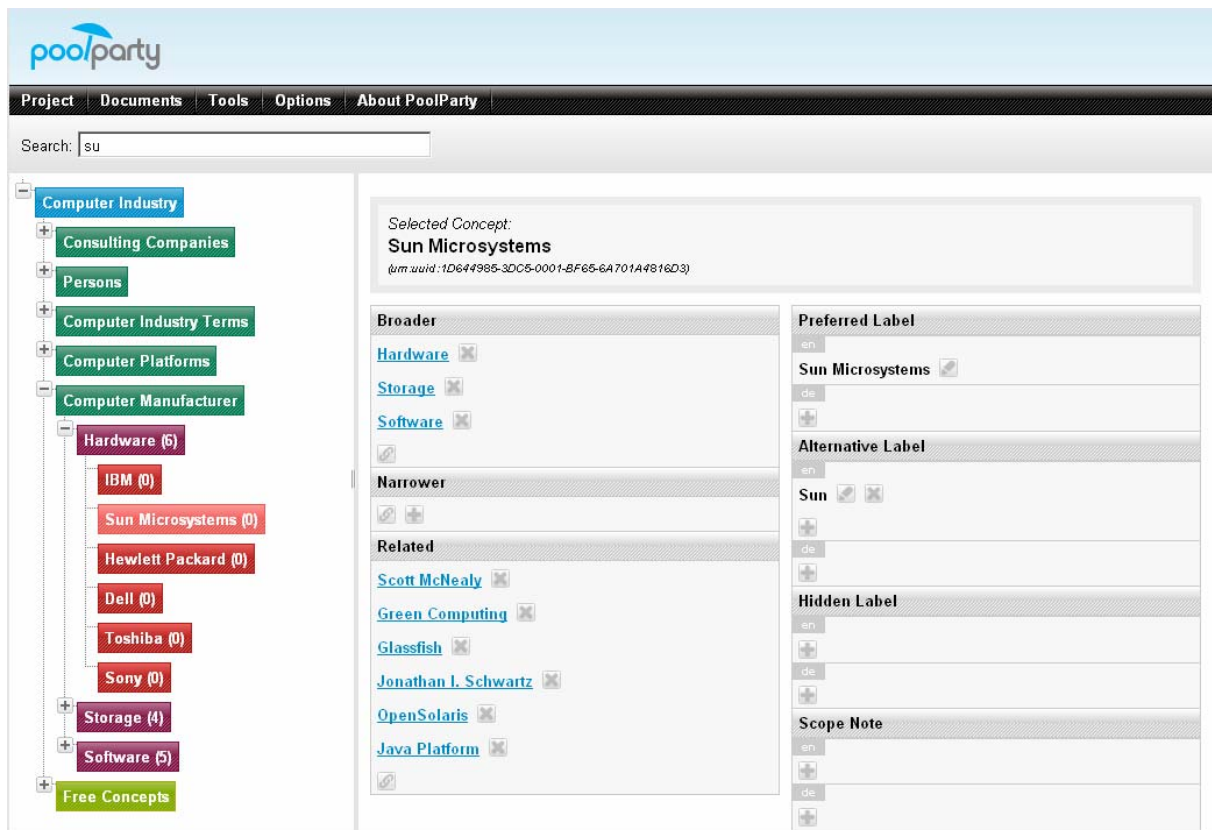 poolparty
Project Documents Tools Options About PoolParty
Search: su
Computer Industry
Consulting Companies
Persons
Computer Industry Terms
Computer Platforms
Computer Manufacturer
Hardware (6)
IBM (0)
Sun Microsystems (0)
Hewlett Packard (0)
Dell (0)
Toshiba (0)
Sony (0)
Storage (4)
Software (5)
Free Concepts
Selected Concept:
Sun Microsystems
(urn:uuid:1D644985-3DC5-0001-BF65-6A701A4816D3)
Broader
Hardware
Storage
Software
Narrower
Related
Scott McNealy
Green Computing
Glassfish
Jonathan I. Schwartz
OpenSolaris
Java Platform
Preferred Label
en
Sun Microsystems
de
Alternative Label
en
Sun
de
Hidden Label
en
de
Scope Note
en
de